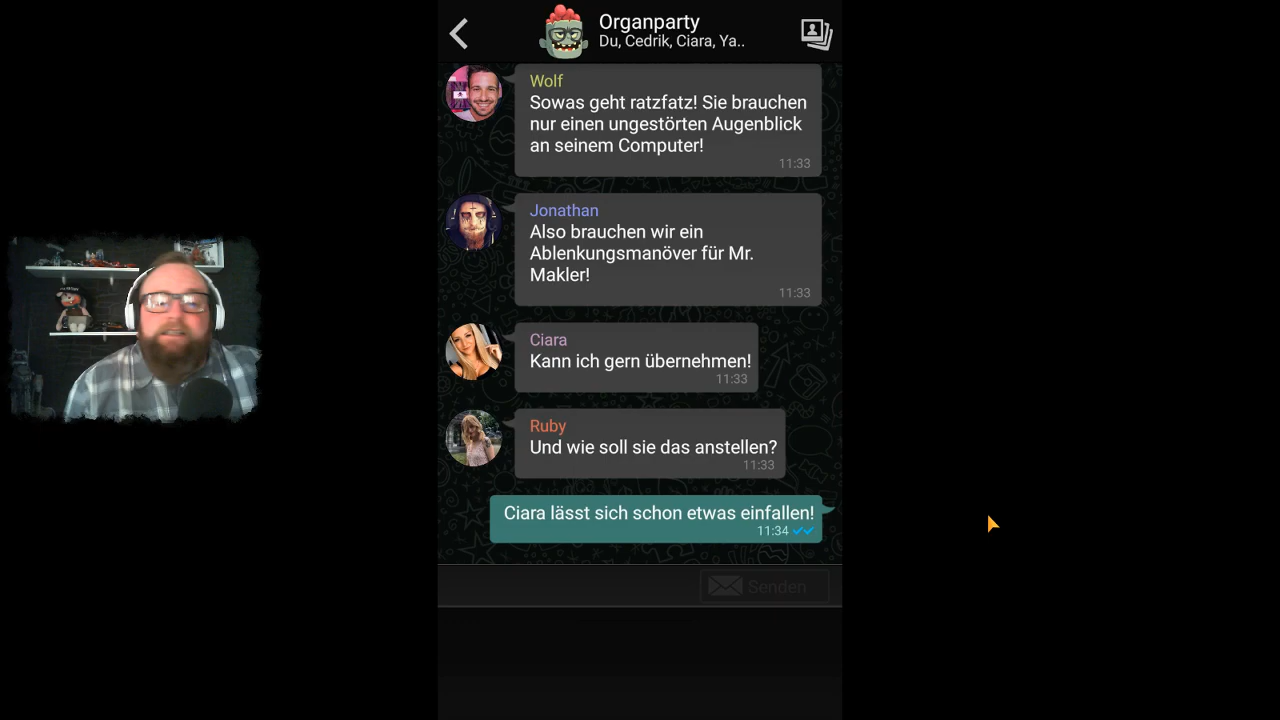 Organparty
Du, Cedrik, Ciara, Ya..
Wolf
Sowas geht ratzfatz! Sie brauchen
nur einen ungestörten Augenblick
an seinem Computer!
11:33
Jonathan
Also brauchen wir ein
Ablenkungsmanöver für Mr.
Makler!
11:33
Ciara
Kann ich gern übernehmen!
11:33
Ruby
Und wie soll sie das anstellen?
11:33
Ciara lässt sich schon etwas einfallen!
11:34
Senden